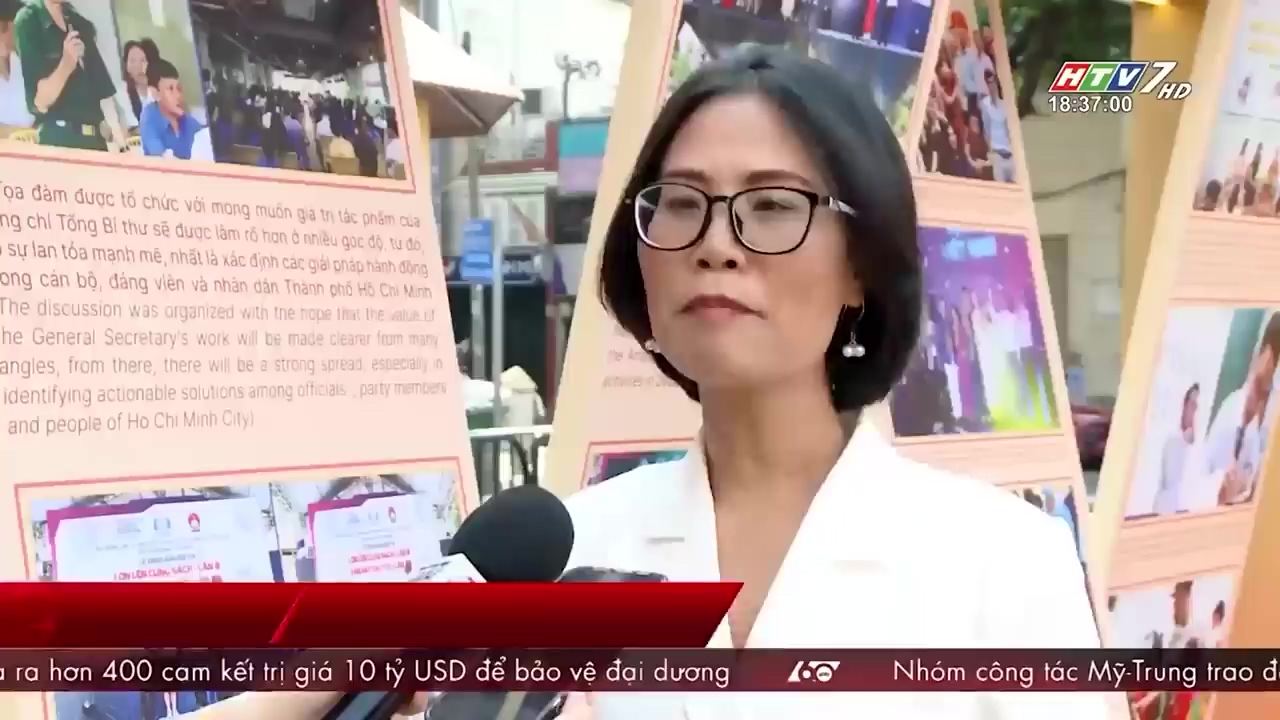 HTV7 HD
18:37:00
Tọa đàm được tổ chức với mong muốn giá trị tác phẩm của
đồng chí Tổng Bí thư sẽ được làm rõ hơn ở nhiều góc độ, từ đó,
sự lan tỏa mạnh mẽ, nhất là xác định các giải pháp hành động
trong cán bộ, đảng viên và nhân dân Thành phố Hồ Chí Minh
The discussion was organized with the hope that the value of
the General Secretary's work will be made clearer from many
angles, from there, there will be a strong spread, especially in
identifying actionable solutions among officials , party members
and people of Ho Chi Minh City)
ra hơn 400 cam kết trị giá 10 tỷ USD để bảo vệ đại dương
60
Nhóm công tác Mỹ-Trung trao